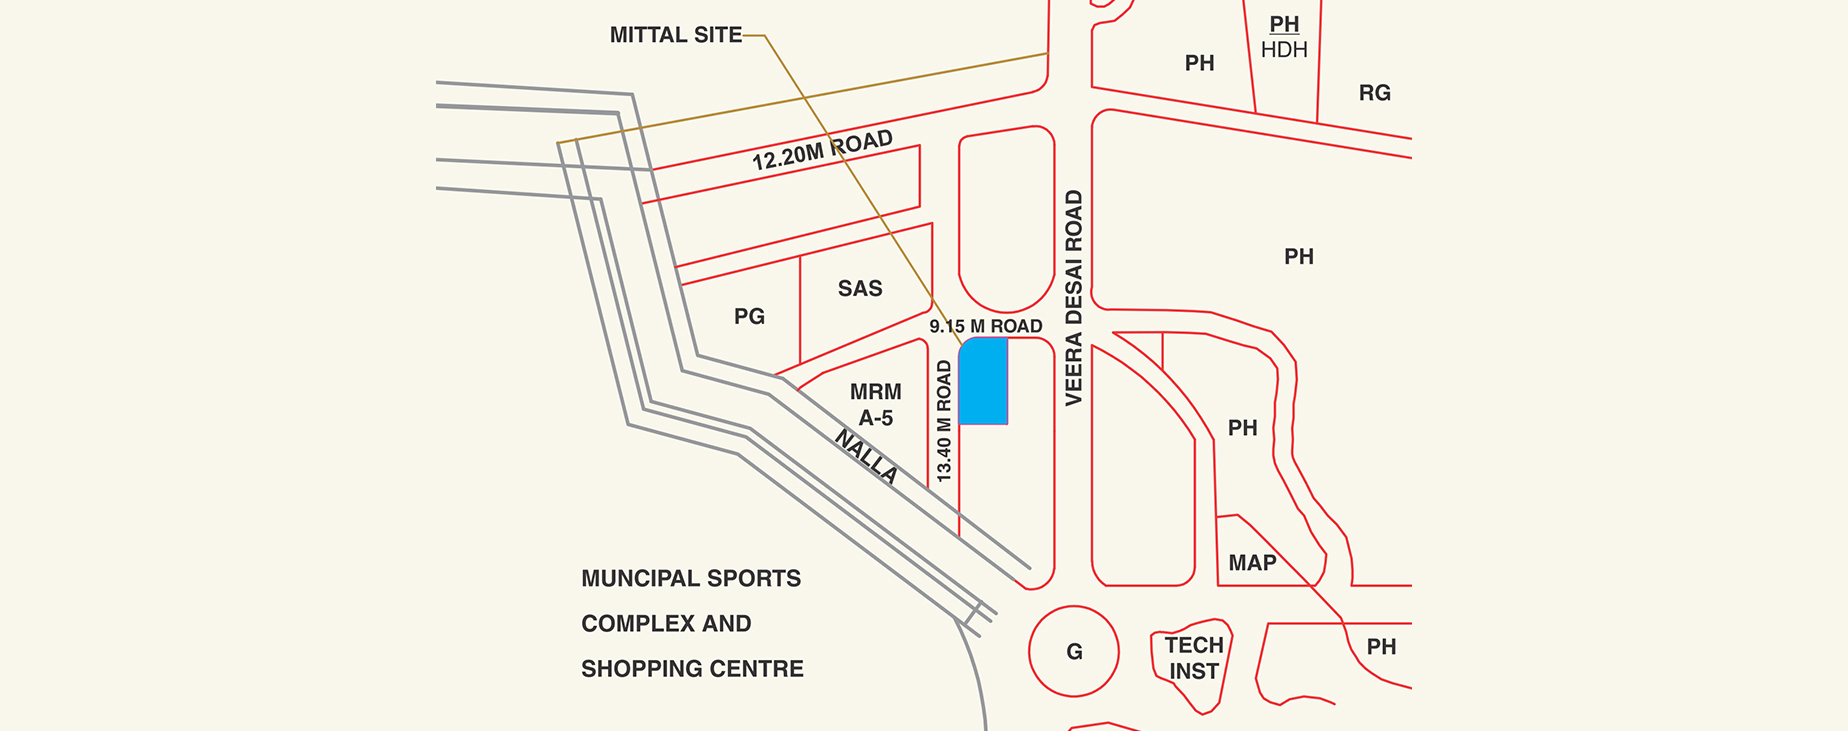 MITTAL SITE
PH
HDH
PH
RG
12.20M ROAD
VEERA DESAI ROAD
PH
SAS
PG
9.15 M ROAD
13.40 M ROAD
MRM
A-5
NALLA
PH
MAP
MUNCIPAL SPORTS
COMPLEX AND
SHOPPING CENTRE
G
TECH
INST
PH